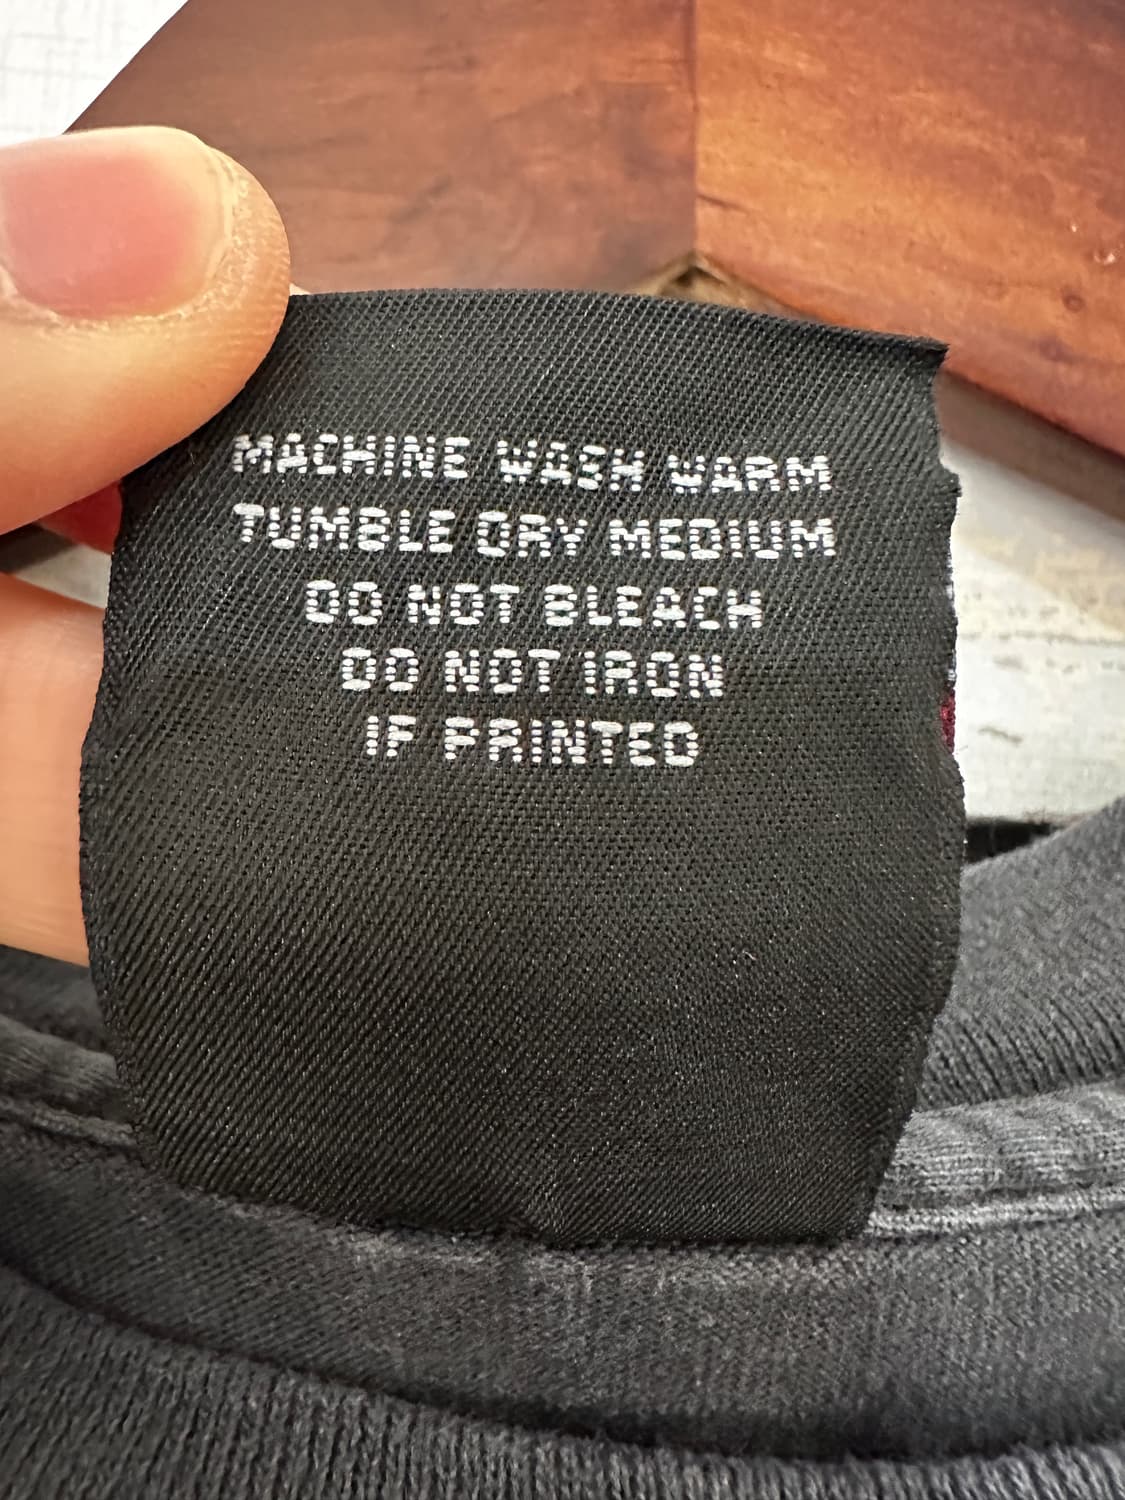 MACHINE WASH WARM
TUMBLE DRY MEDIUM
DO NOT BLEACH
DO NOT IRON
IF PRINTED